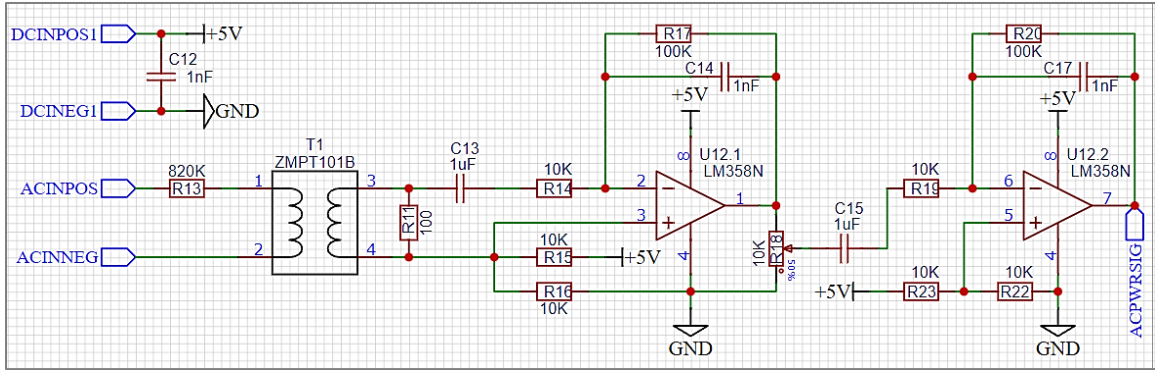 DCINPOS1
+5V
C12
1nF
DCINEG1
GND
T1
ZMPT101B
ACINPOS
820K
R13
1
3
2
4
ACINNEG
R11
100
C13
1uF
10K
R14
10K
R15
+5V
R16
10K
R17
100K
C14
1nF
+5V
8
U12.1
LM358N
2
3
1
4
GND
10K
R18
50%
C15
1uF
10K
R19
R20
100K
C17
1nF
+5V
8
U12.2
LM358N
6
5
7
4
+5V
10K
R23
10K
R22
GND
ACPWRSIG